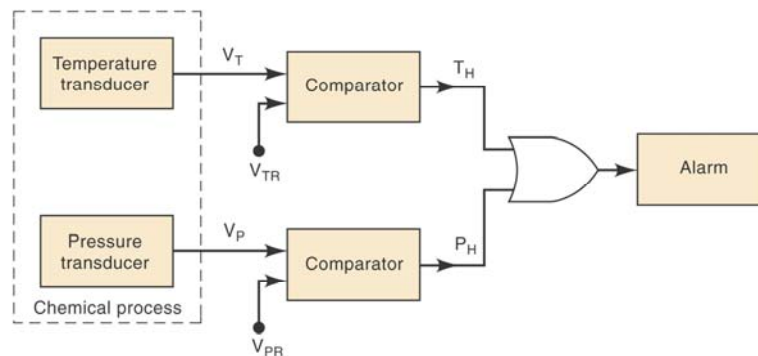 Temperature
transducer
V_T
Comparator
T_H
V_TR
Alarm
Pressure
transducer
V_P
Comparator
P_H
Chemical process
V_PR